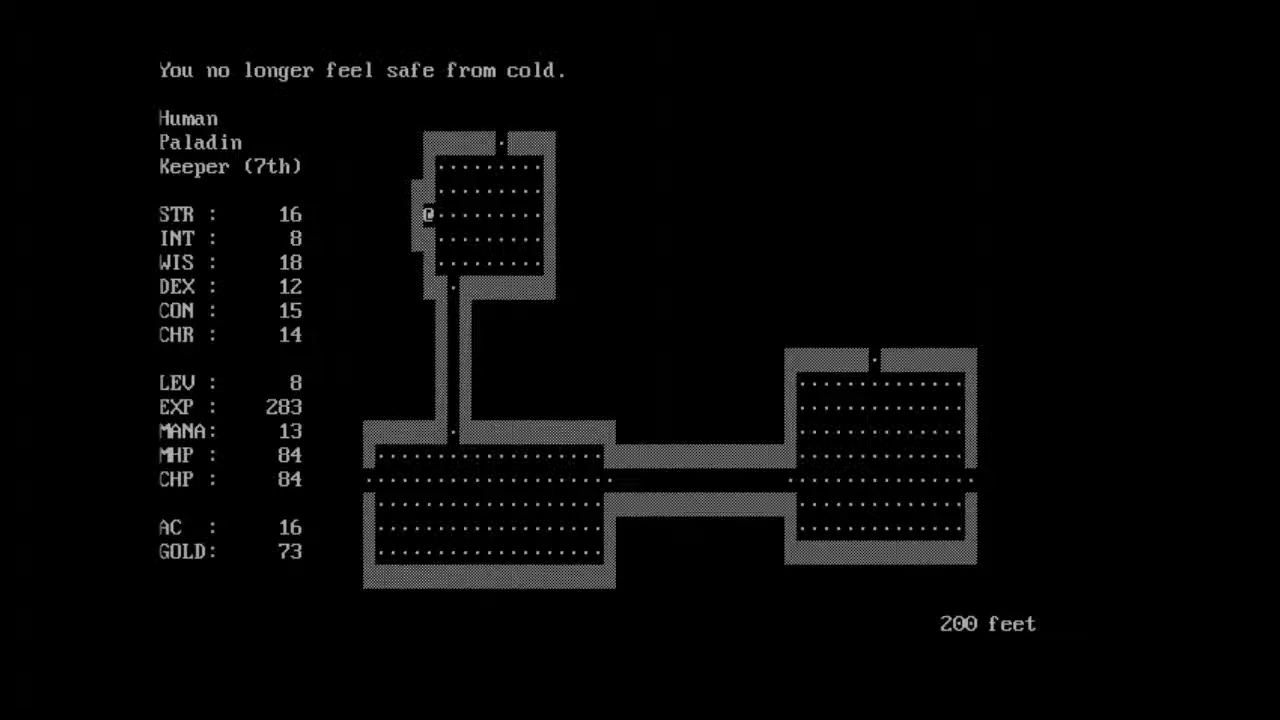 You no longer feel safe from cold.
Human
Paladin
Keeper (7th)
STR : 16
INT : 8
WIS : 18
DEX : 12
CON : 15
CHR : 14
LEV : 8
EXP : 283
MANA: 13
MHP : 84
CHP : 84
AC : 16
GOLD: 73
@
200 feet